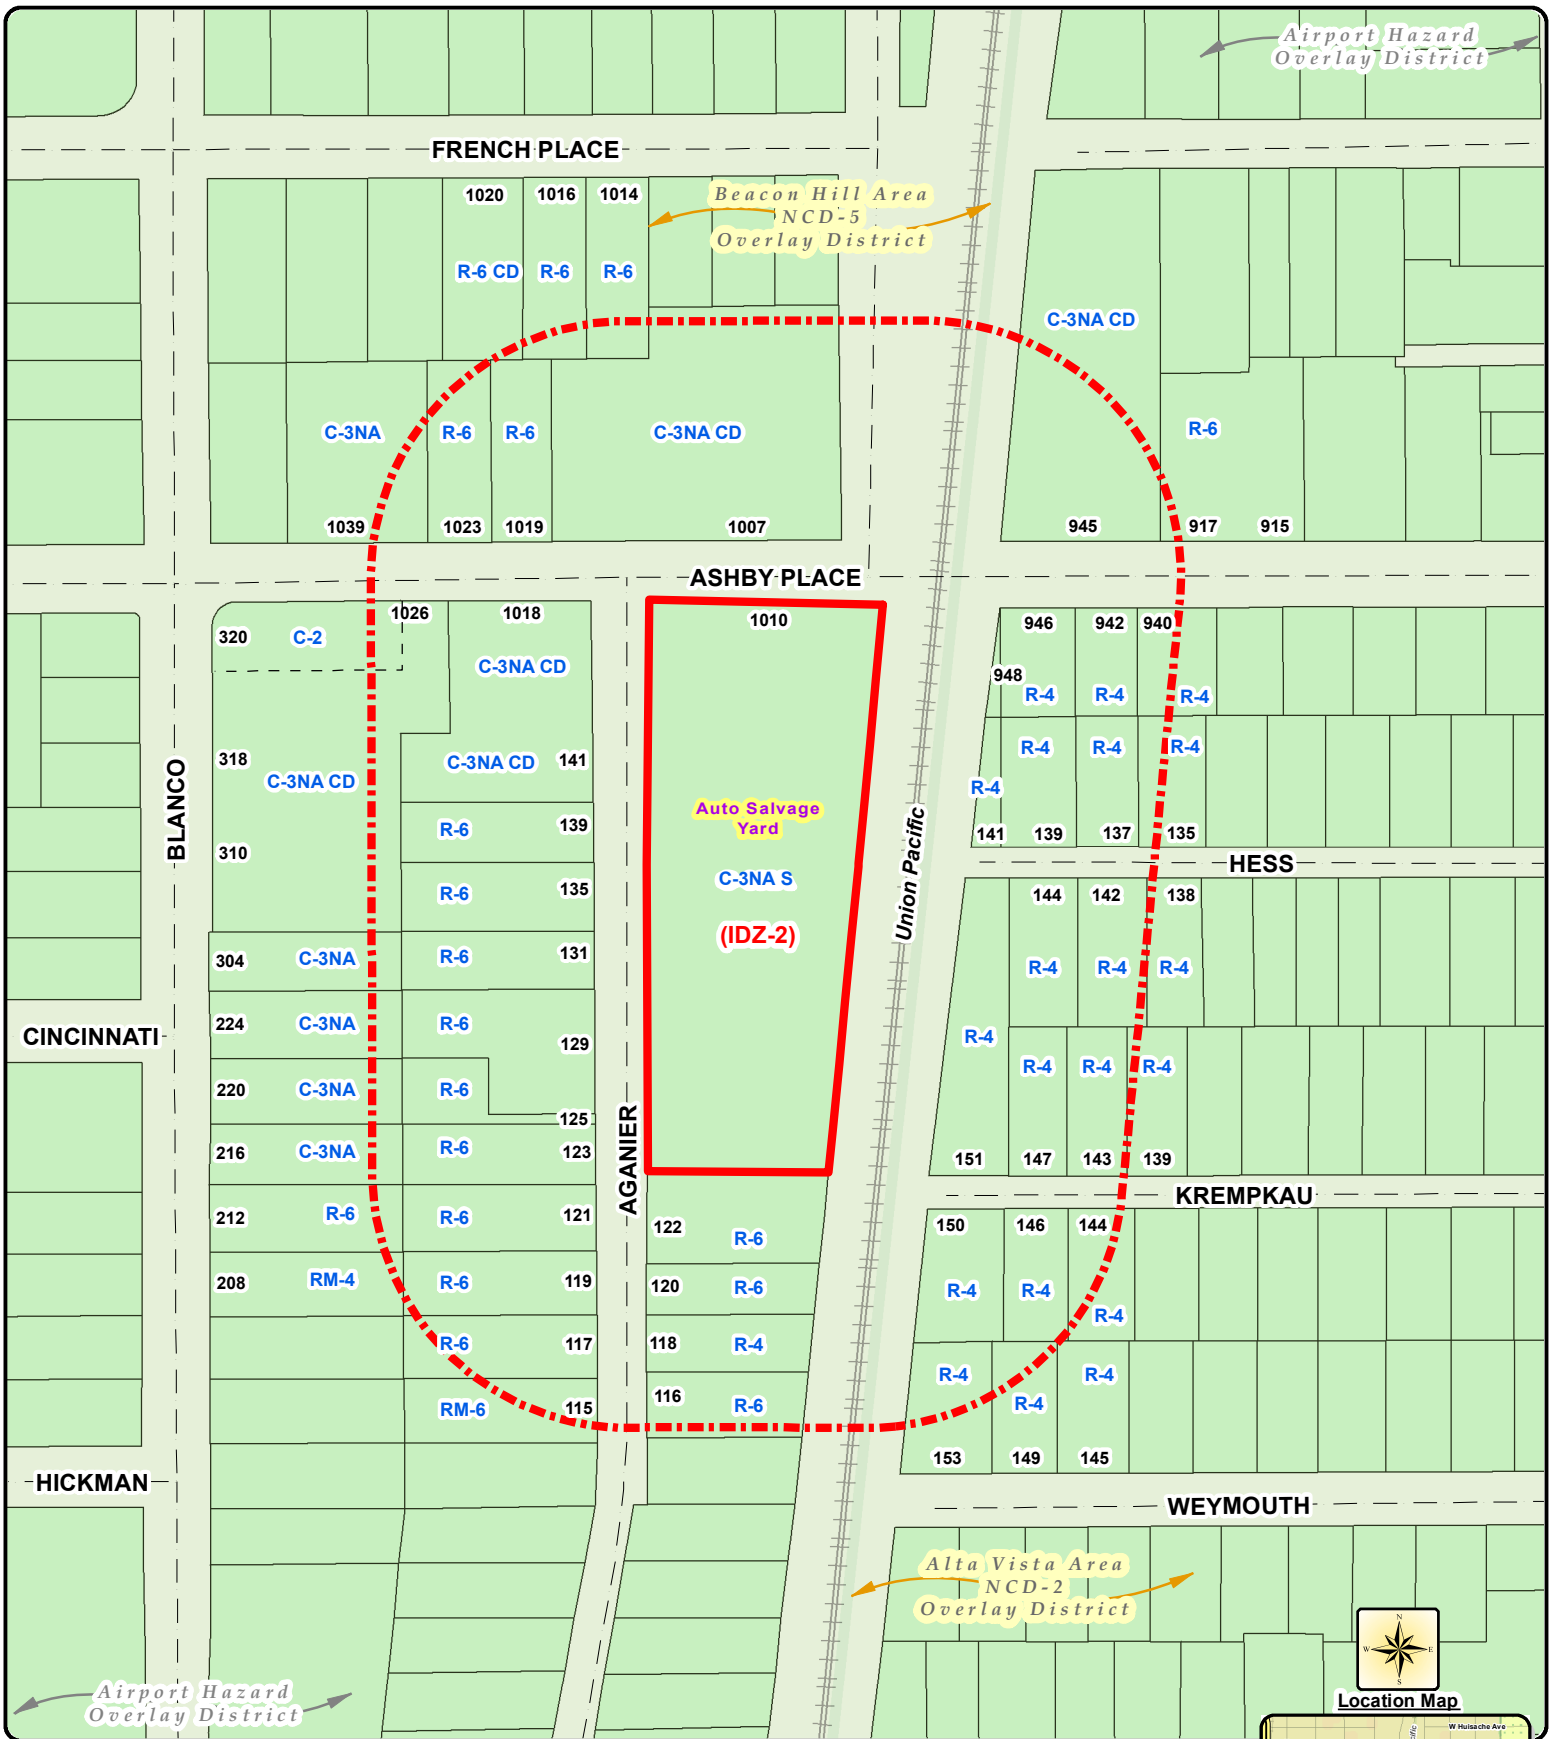 Airport Hazard
Overlay District
FRENCH PLACE
1020
1016
1014
Beacon Hill Area
NCD-5
Overlay District
R-6 CD
R-6
R-6
C-3NA CD
C-3NA
R-6
R-6
C-3NA CD
R-6
1039
1023
1019
1007
945
917
915
ASHBY PLACE
320
C-2
1026
1018
1010
946
942
940
C-3NA CD
948
R-4
R-4
R-4
318
C-3NA CD
C-3NA CD
141
R-4
R-4
R-4
R-4
BLANCO
Auto Salvage
Yard
Union Pacific
310
R-6
139
141
139
137
135
HESS
R-6
135
C-3NA S
144
142
138
(IDZ-2)
304
C-3NA
R-6
131
R-4
R-4
R-4
CINCINNATI
224
C-3NA
R-6
129
R-4
220
C-3NA
R-6
R-4
R-4
R-4
125
216
C-3NA
R-6
123
AGANIER
151
147
143
139
KREMPKAU
212
R-6
R-6
121
122
R-6
150
146
144
208
RM-4
R-6
119
120
R-6
R-4
R-4
R-4
R-6
117
118
R-4
R-4
R-4
R-4
RM-6
115
116
R-6
153
149
145
HICKMAN
WEYMOUTH
Alta Vista Area
NCD-2
Overlay District
N
W
E
S
Airport Hazard
Overlay District
Location Map
W Huisache Ave